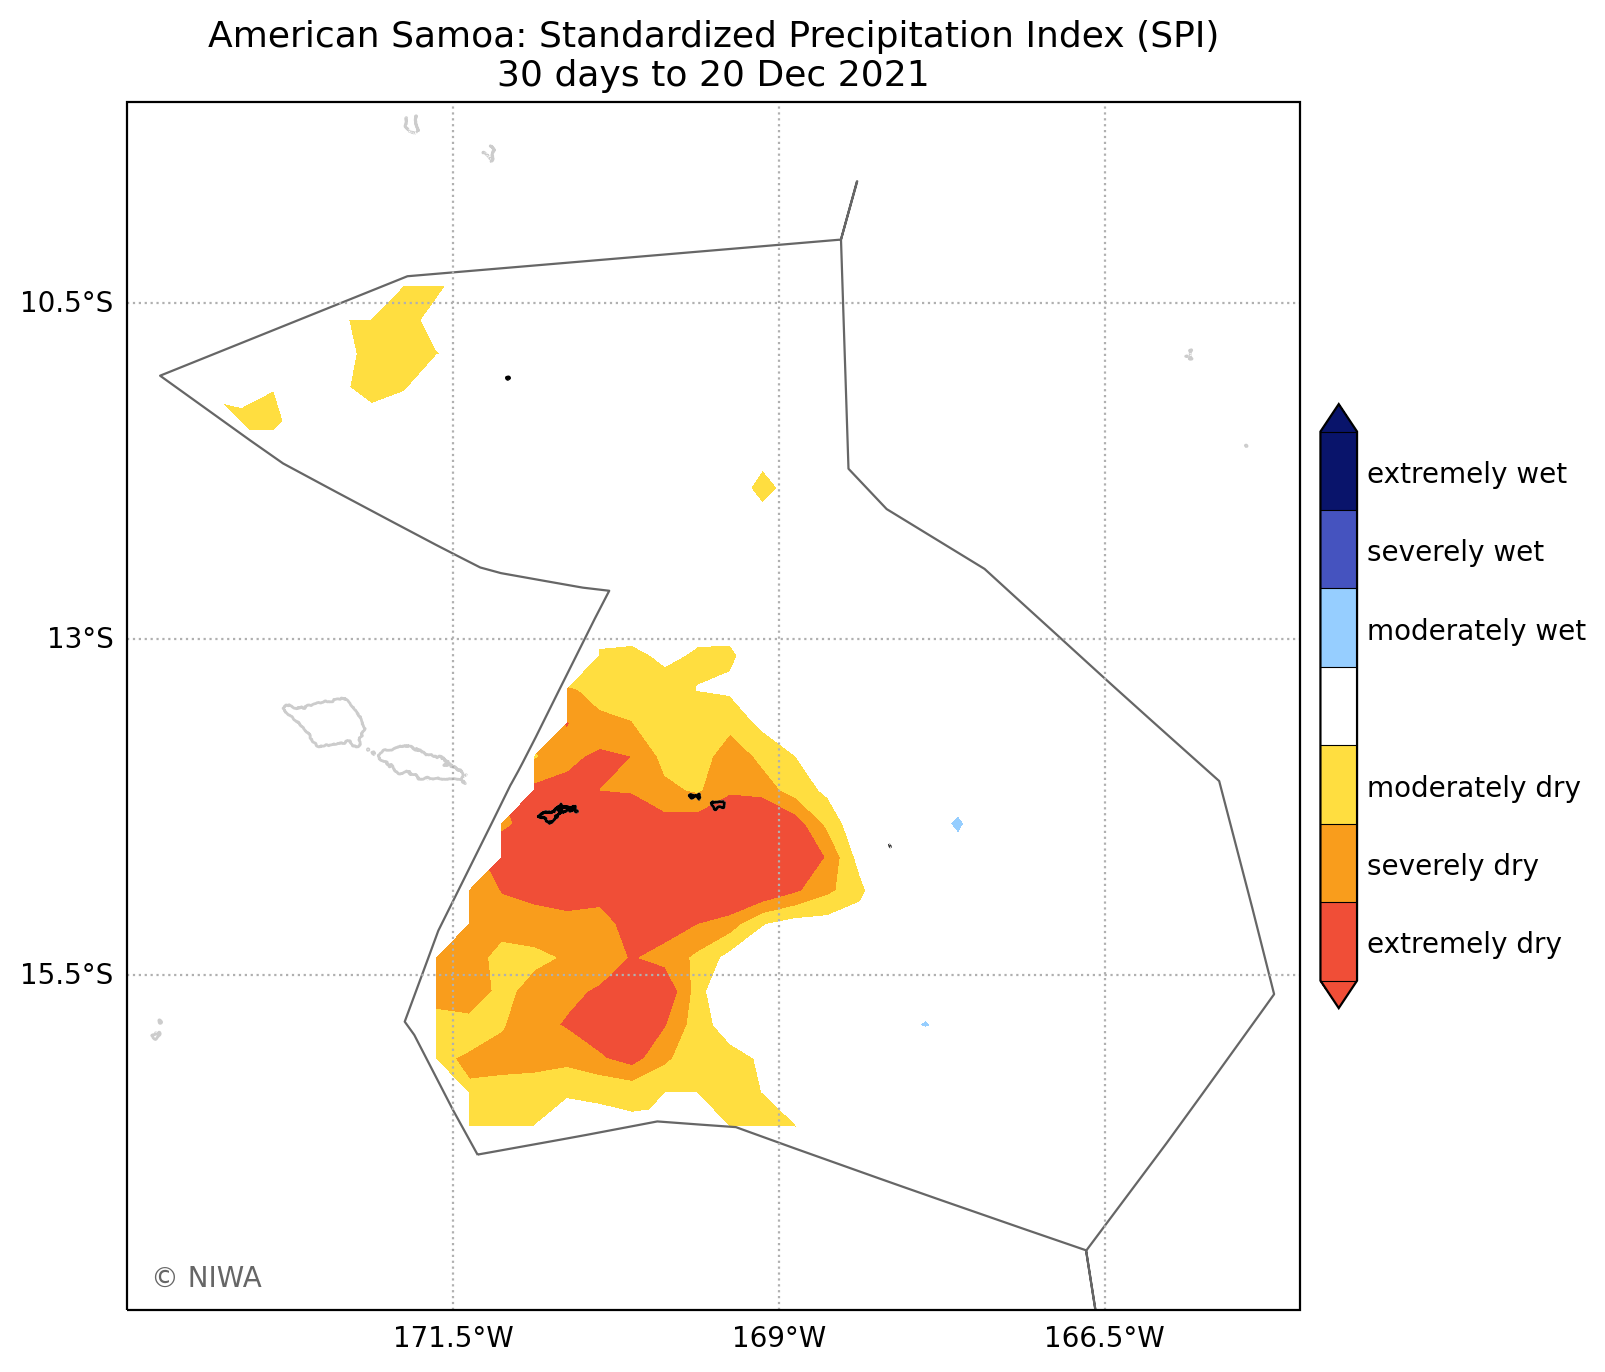 American Samoa: Standardized Precipitation Index (SPI)
30 days to 20 Dec 2021
10.5°S
13°S
15.5°S
171.5°W
169°W
166.5°W
© NIWA
extremely wet
severely wet
moderately wet
moderately dry
severely dry
extremely dry